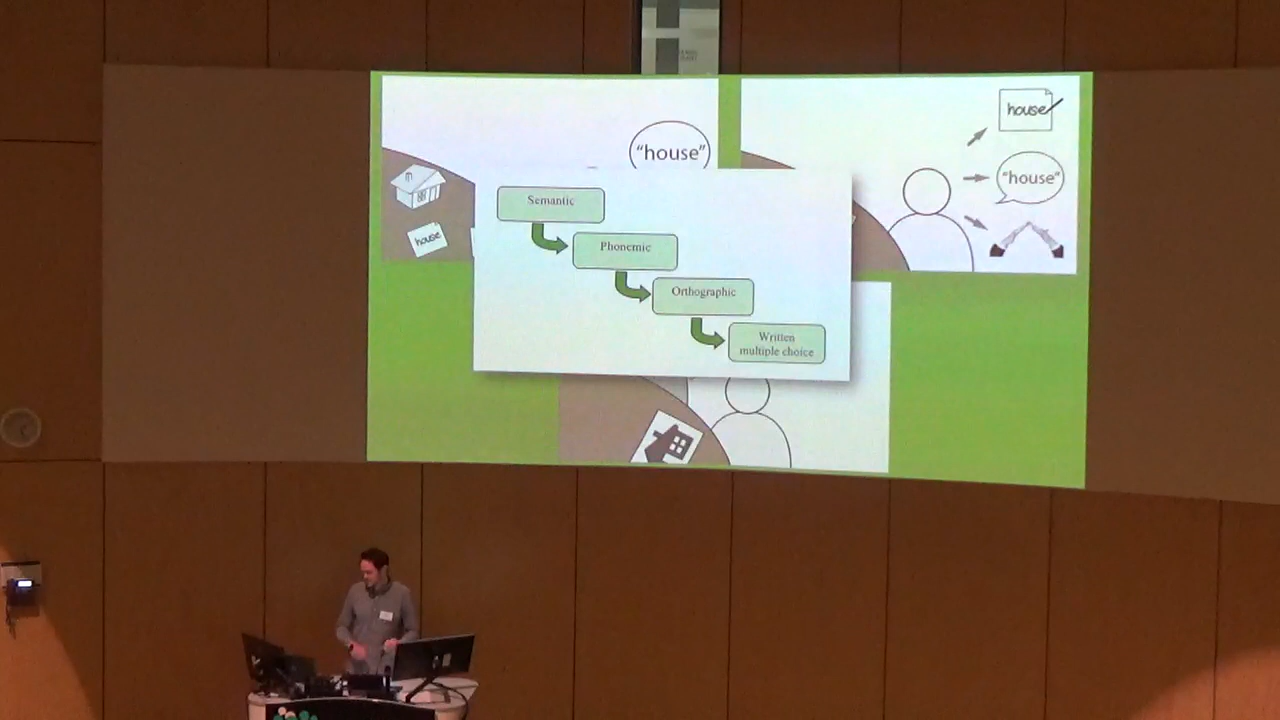 "house"
house
house
"house"
Semantic
Phonemic
Orthographic
Written
multiple choice